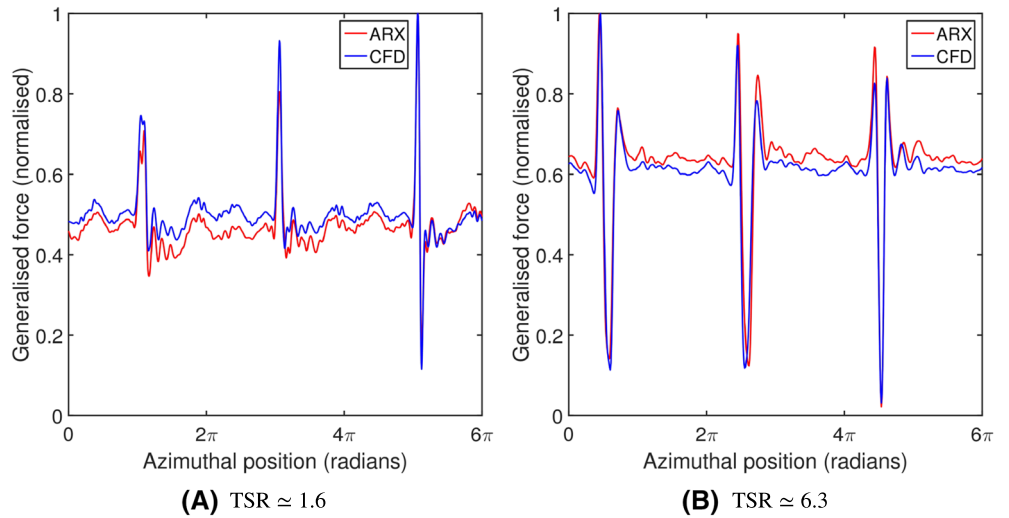 ARX
CFD
Generalised force (normalised)
1
0.8
0.6
0.4
0.2
0
0
2π
4π
6π
Azimuthal position (radians)
(A) TSR ≃ 1.6
ARX
CFD
Generalised force (normalised)
1
0.8
0.6
0.4
0.2
0
0
2π
4π
6π
Azimuthal position (radians)
(B) TSR ≃ 6.3